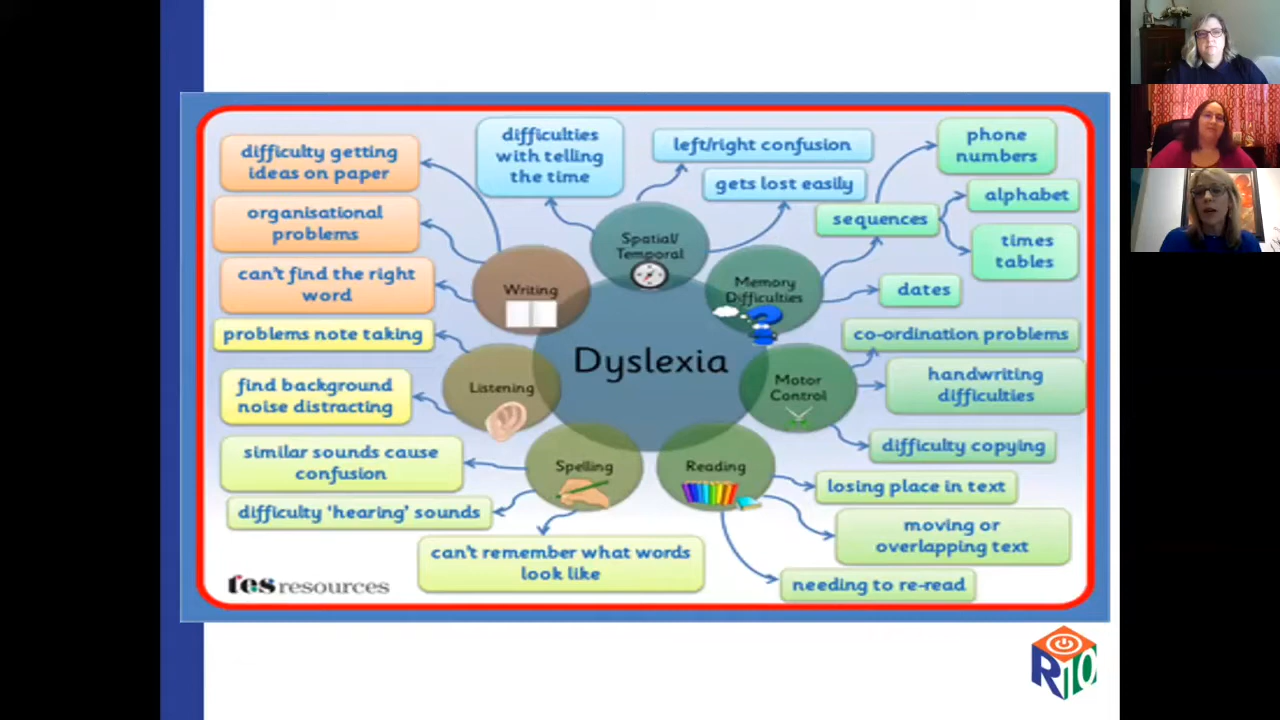 difficulty getting
ideas on paper
organisational
problems
can't find the right
word
problems note taking
find background
noise distracting
similar sounds cause
confusion
difficulty 'hearing' sounds
can't remember what words
look like
difficulties
with telling
the time
left/right confusion
gets lost easily
sequences
phone
numbers
alphabet
times
tables
dates
co-ordination problems
handwriting
difficulties
difficulty copying
losing place in text
moving or
overlapping text
needing to re-read
Spatial/
Temporal
Writing
Memory
Difficulties
Dyslexia
Listening
Motor
Control
Spelling
Reading
tes resources
R10